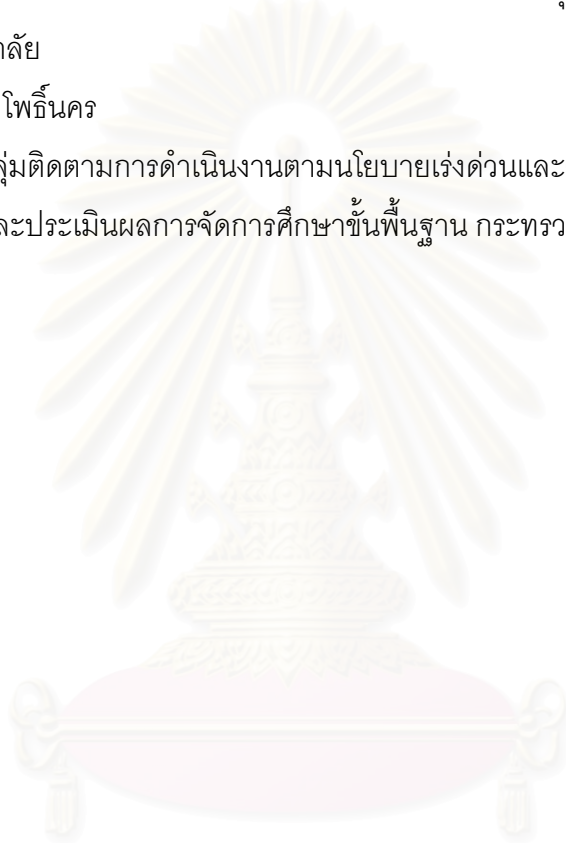 าลัย
โพธิ์นคร
ลุ่มติดตามการดำเนินงานตามนโยบายเร่งด่วนและ
ละประเมินผลการจัดการศึกษาขั้นพื้นฐาน กระทรว